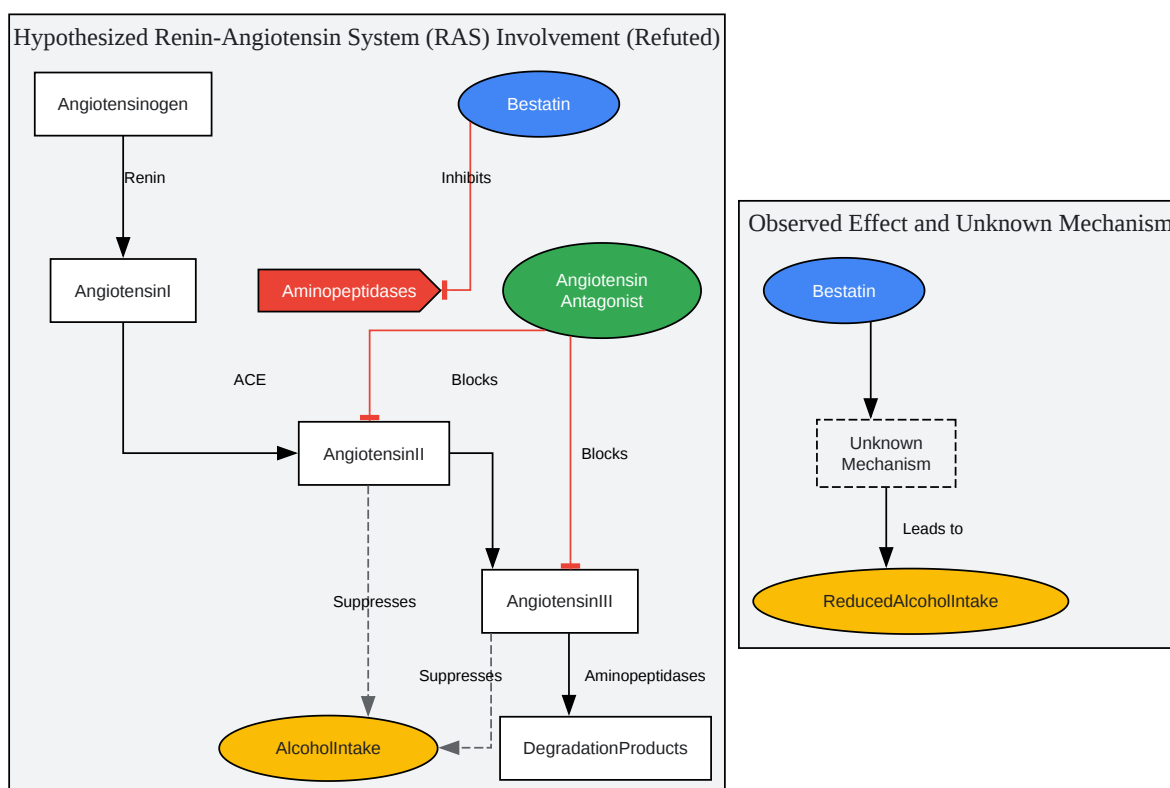 Hypothesized Renin-Angiotensin System (RAS) Involvement (Refuted)
Angiotensinogen
Bestatin
Renin
Inhibits
AngiotensinI
Aminopeptidases
Angiotensin
Antagonist
ACE
Blocks
AngiotensinII
Blocks
Suppresses
AngiotensinIII
Suppresses
Aminopeptidases
AlcoholIntake
DegradationProducts
Observed Effect and Unknown Mechanism
Bestatin
Unknown
Mechanism
Leads to
ReducedAlcoholIntake